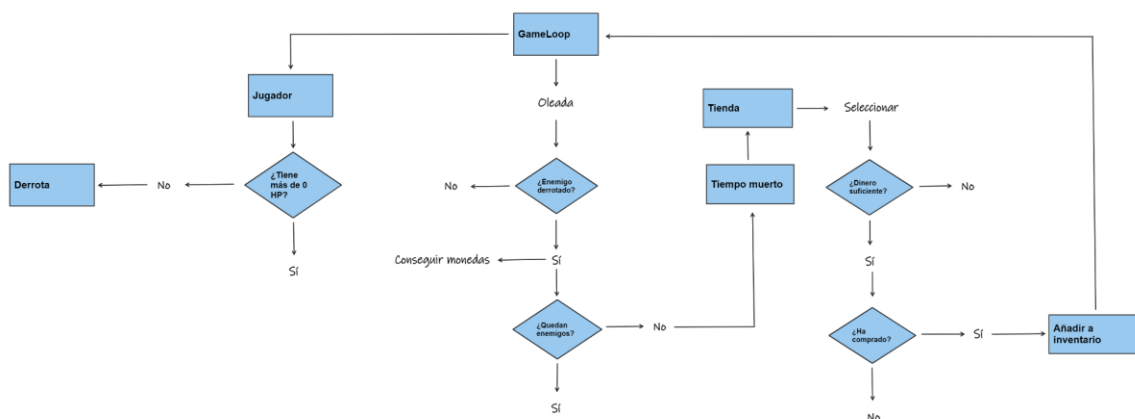 GameLoop
Jugador
Oleada
Tienda
Seleccionar
Derrota
No
¿Tiene
más de 0
HP?
No
¿Enemigo
derrotado?
Tiempo muerto
¿Dinero
suficiente?
No
Sí
Conseguir monedas
Sí
Sí
¿Quedan
enemigos?
No
¿Ha
comprado?
Sí
Añadir a
inventario
Sí
No